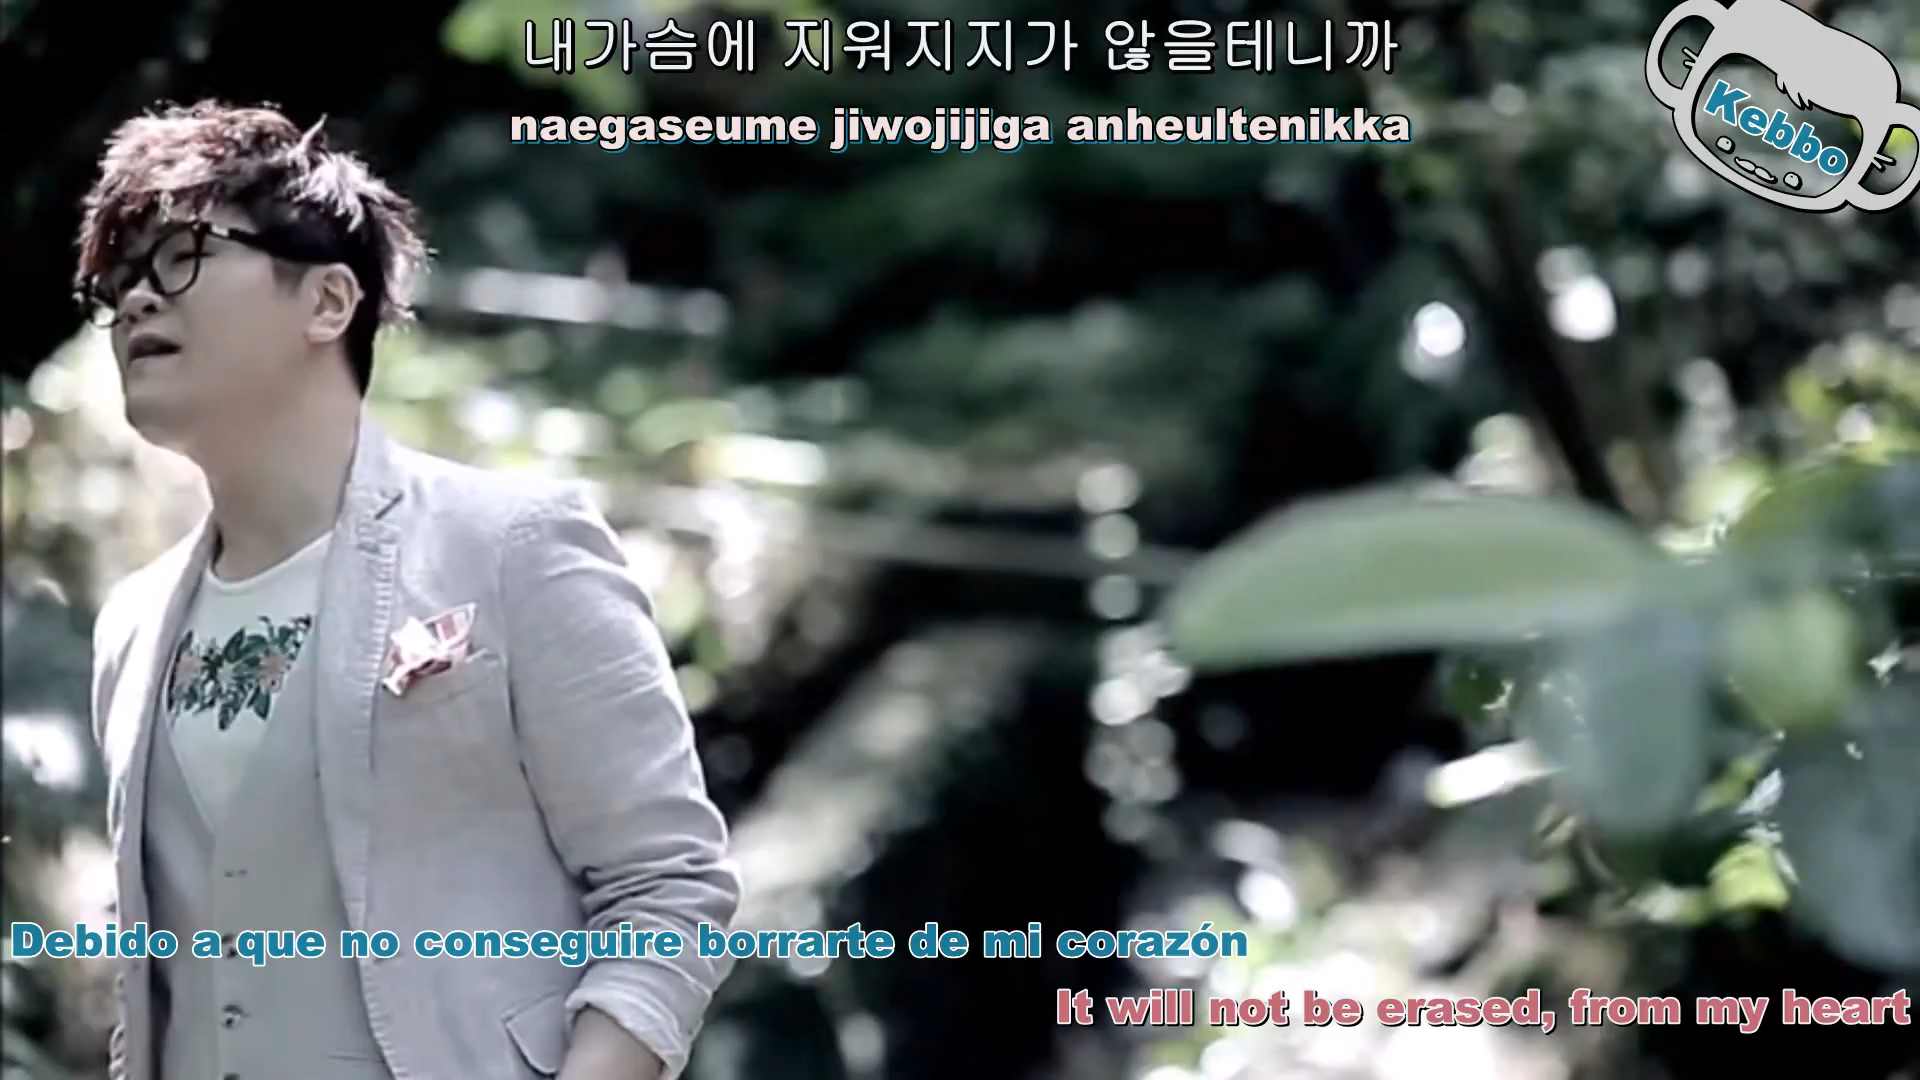 내가슴에 지워지지가 않을테니까
naegaseume jiwojijiga anheultenikka
Kebbo
Debido a que no conseguire borrarte de mi corazón
It will not be erased, from my heart